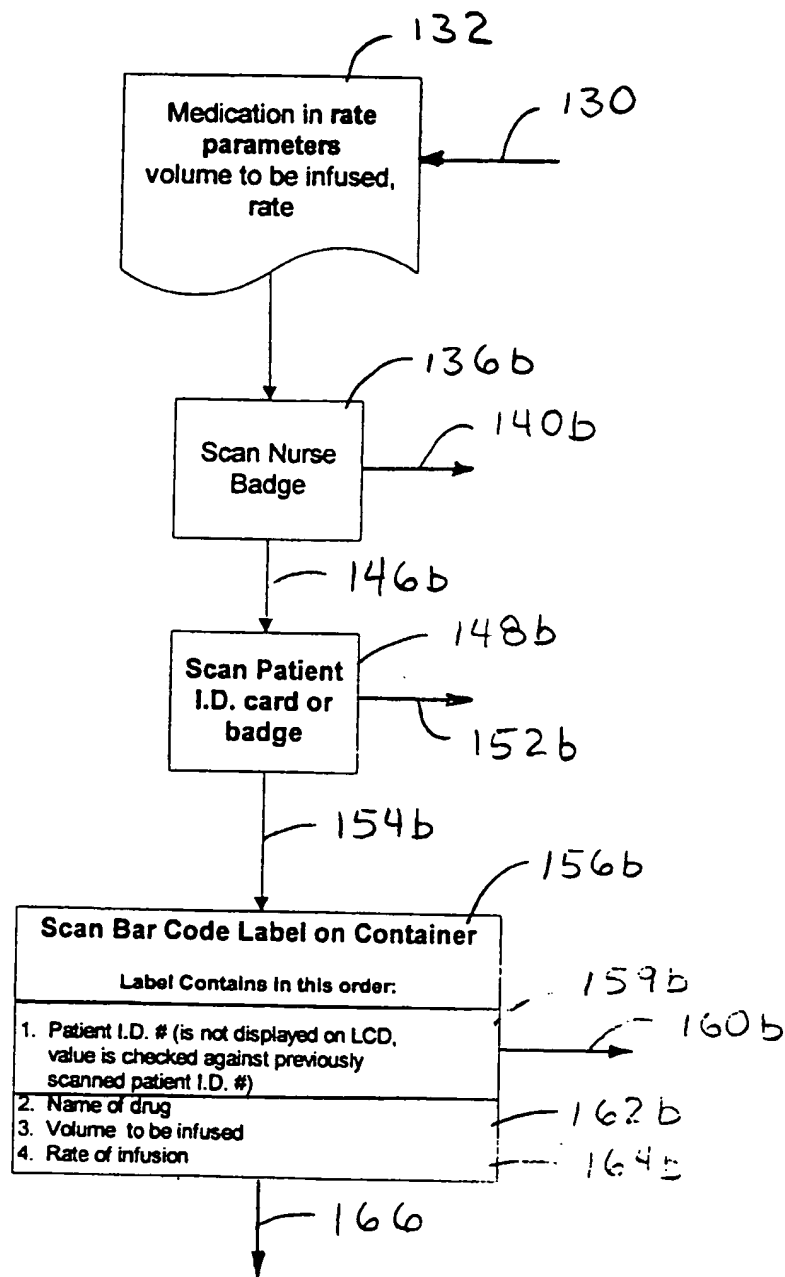 132
130
Medication in rate
parameters
volume to be infused,
rate
136b
140b
Scan Nurse
Badge
146b
148b
Scan Patient
I.D. card or
badge
152b
154b
156b
Scan Bar Code Label on Container
Label Contains in this order:
159b
160b
1. Patient I.D. # (is not displayed on LCD,
value is checked against previously
scanned patient I.D. #)
2. Name of drug
162b
3. Volume to be infused
4. Rate of infusion
164b
166